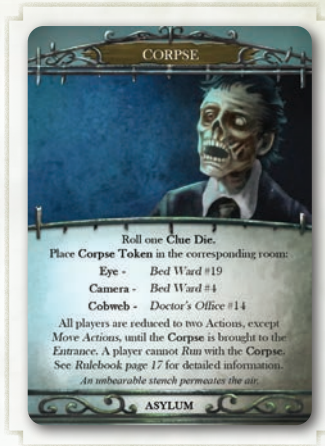 CORPSE
Roll one Clue Die.
Place Corpse Token in the corresponding room:
Eye - Bed Ward #19
Camera - Bed Ward #4
Cobweb - Doctor's Office #14
All players are reduced to two Actions, except
Move Actions, until the Corpse is brought to the
Entrance. A player cannot Run with the Corpse.
See Rulebook page 17 for detailed information.
An unbearable stench permeates the air.
ASYLUM